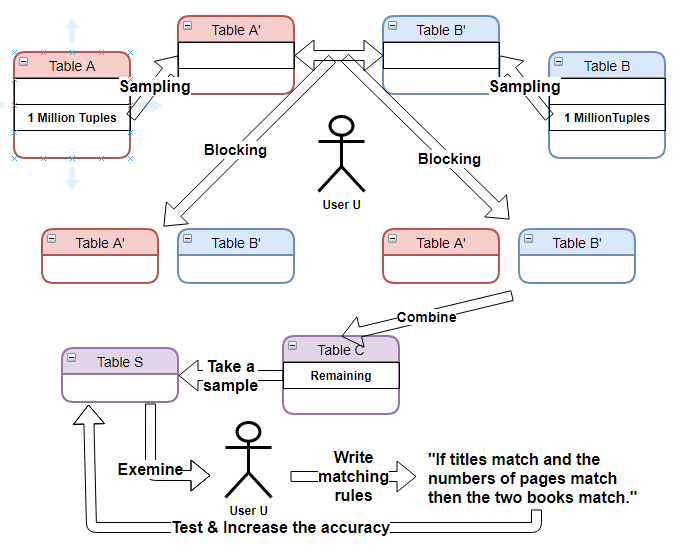 Table A'
Table B'
Table A
Table B
Sampling
Sampling
1 Million Tuples
1 MillionTuples
Blocking
Blocking
User U
Table A'
Table B'
Table A'
Table B'
Combine
Table C
Remaining
Table S
Take a
sample
Exemine
User U
Write
matching
rules
"If titles match and the
numbers of pages match
then the two books match."
Test & Increase the accuracy